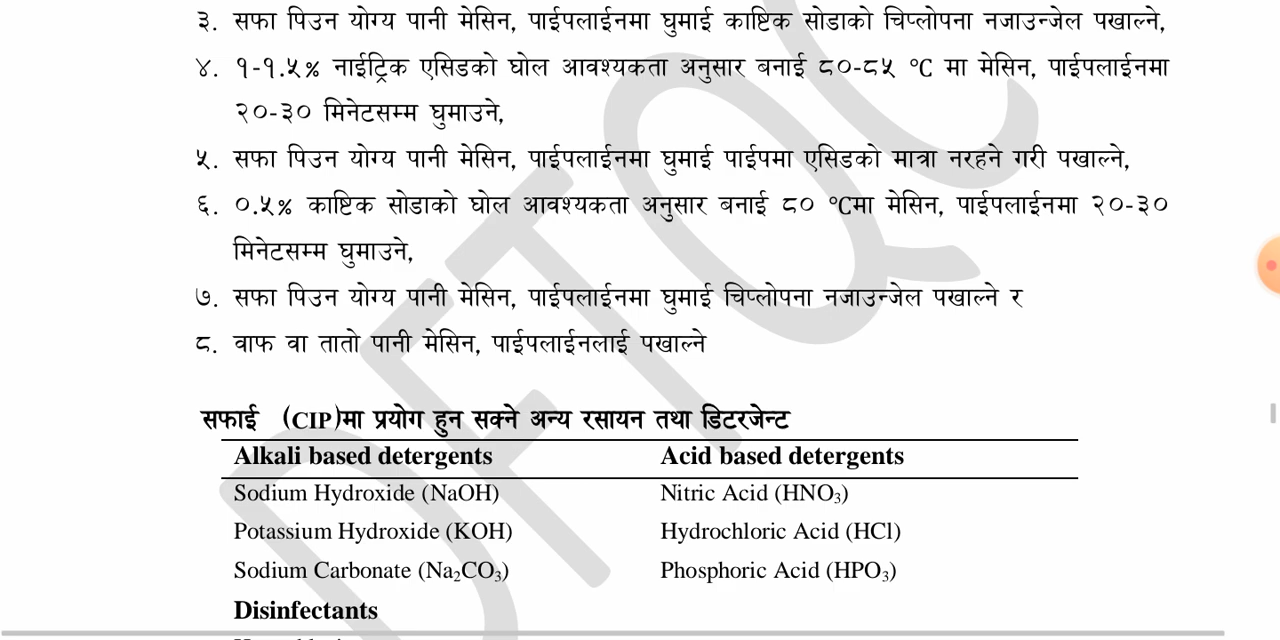 ३. सफा पिउन योग्य पानी मेसिन, पाईपलाईनमा घुमाई काष्टिक सोडाको चिप्लोपना नजाउन्जेल पखाल्ने,
४. १-१.५% नाईट्रिक एसिडको घोल आवश्यकता अनुसार बनाई ८०-८५ °C मा मेसिन, पाईपलाईनमा
२०-३० मिनेटसम्म घुमाउने,
५. सफा पिउन योग्य पानी मेसिन, पाईपलाईनमा घुमाई पाईपमा एसिडको मात्रा नरहने गरी पखाल्ने,
६. ०.५% काष्टिक सोडाको घोल आवश्यकता अनुसार बनाई ८० °Cमा मेसिन, पाईपलाईनमा २०-३०
मिनेटसम्म घुमाउने,
७. सफा पिउन योग्य पानी मेसिन, पाईपलाईनमा घुमाई चिप्लोपना नजाउन्जेल पखाल्ने र
८. वाफ वा तातो पानी मेसिन, पाईपलाईनलाई पखाल्ने
सफाई (CIP)मा प्रयोग हुन सक्ने अन्य रसायन तथा डिटरजेन्ट
Alkali based detergents Acid based detergents
Sodium Hydroxide (NaOH) Nitric Acid (HNO₃)
Potassium Hydroxide (KOH) Hydrochloric Acid (HCl)
Sodium Carbonate (Na₂CO₃) Phosphoric Acid (HPO₃)
Disinfectants
DFTQC